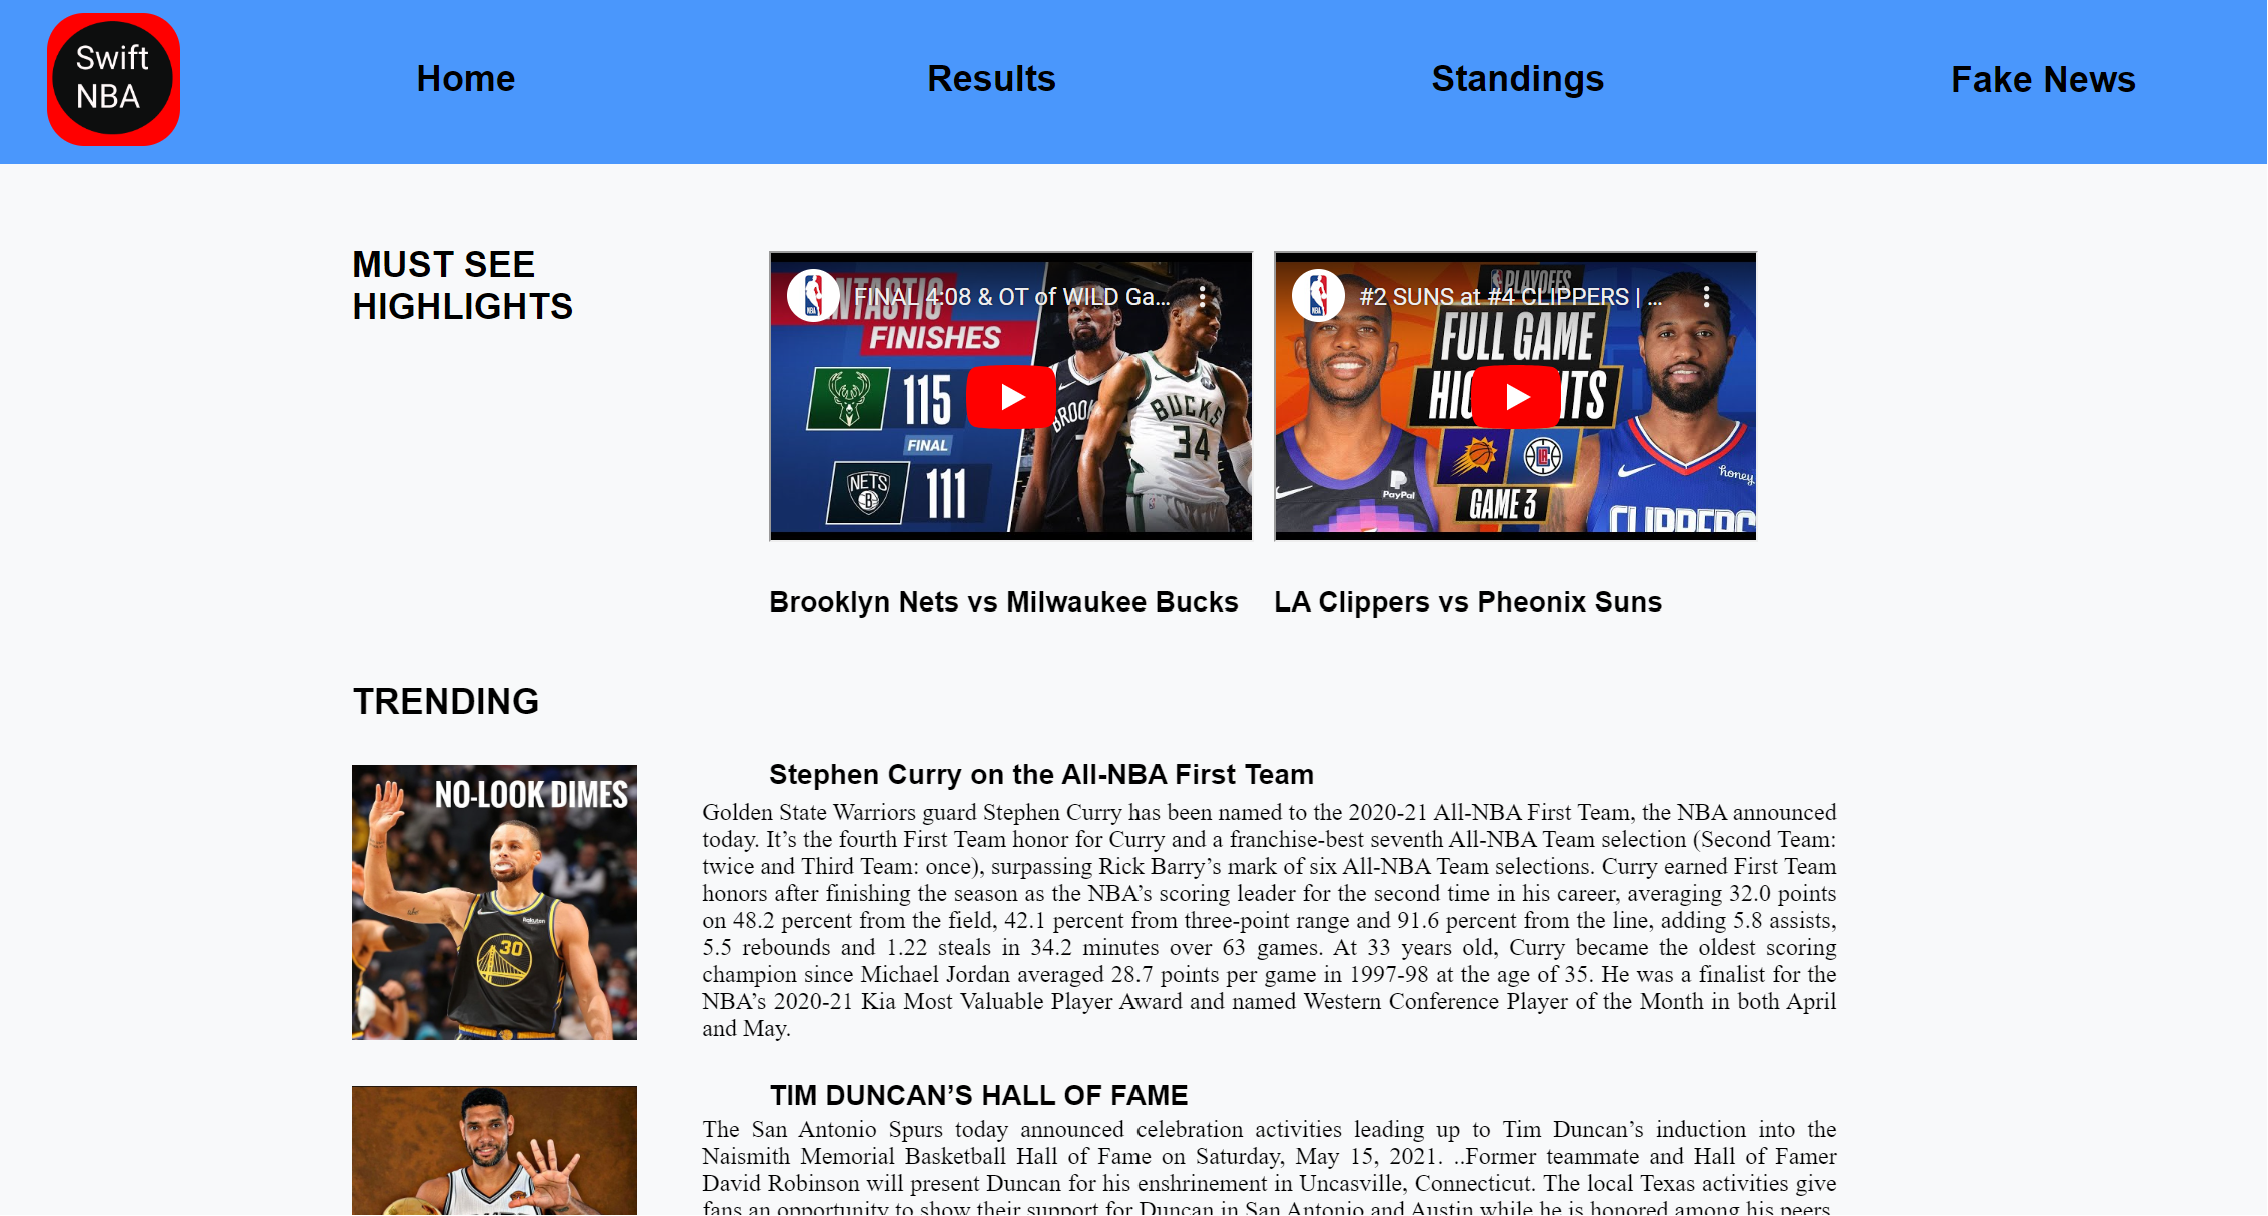 Swift
NBA
Home
Results
Standings
Fake News
MUST SEE
HIGHLIGHTS
FINAL 4:08 & OT of WILD Ga...
FINISHES
115
FINAL
NETS
B
111
BUCKS
34
#2 SUNS at #4 CLIPPERS | ...
PLAYOFFS
FULL GAME
GAME 3
PayPal
honey
CLIPPERS
Brooklyn Nets vs Milwaukee Bucks
LA Clippers vs Pheonix Suns
TRENDING
NO-LOOK DIMES
Rakuten
30
Stephen Curry on the All-NBA First Team
Golden State Warriors guard Stephen Curry has been named to the 2020-21 All-NBA First Team, the NBA announced
today. It’s the fourth First Team honor for Curry and a franchise-best seventh All-NBA Team selection (Second Team:
twice and Third Team: once), surpassing Rick Barry’s mark of six All-NBA Team selections. Curry earned First Team
honors after finishing the season as the NBA’s scoring leader for the second time in his career, averaging 32.0 points
on 48.2 percent from the field, 42.1 percent from three-point range and 91.6 percent from the line, adding 5.8 assists,
5.5 rebounds and 1.22 steals in 34.2 minutes over 63 games. At 33 years old, Curry became the oldest scoring
champion since Michael Jordan averaged 28.7 points per game in 1997-98 at the age of 35. He was a finalist for the
NBA’s 2020-21 Kia Most Valuable Player Award and named Western Conference Player of the Month in both April
and May.
TIM DUNCAN’S HALL OF FAME
The San Antonio Spurs today announced celebration activities leading up to Tim Duncan’s induction into the
Naismith Memorial Basketball Hall of Fame on Saturday, May 15, 2021. ..Former teammate and Hall of Famer
David Robinson will present Duncan for his enshrinement in Uncasville, Connecticut. The local Texas activities give
fans an opportunity to show their support for Duncan in San Antonio and Austin while he is honored among his peers.